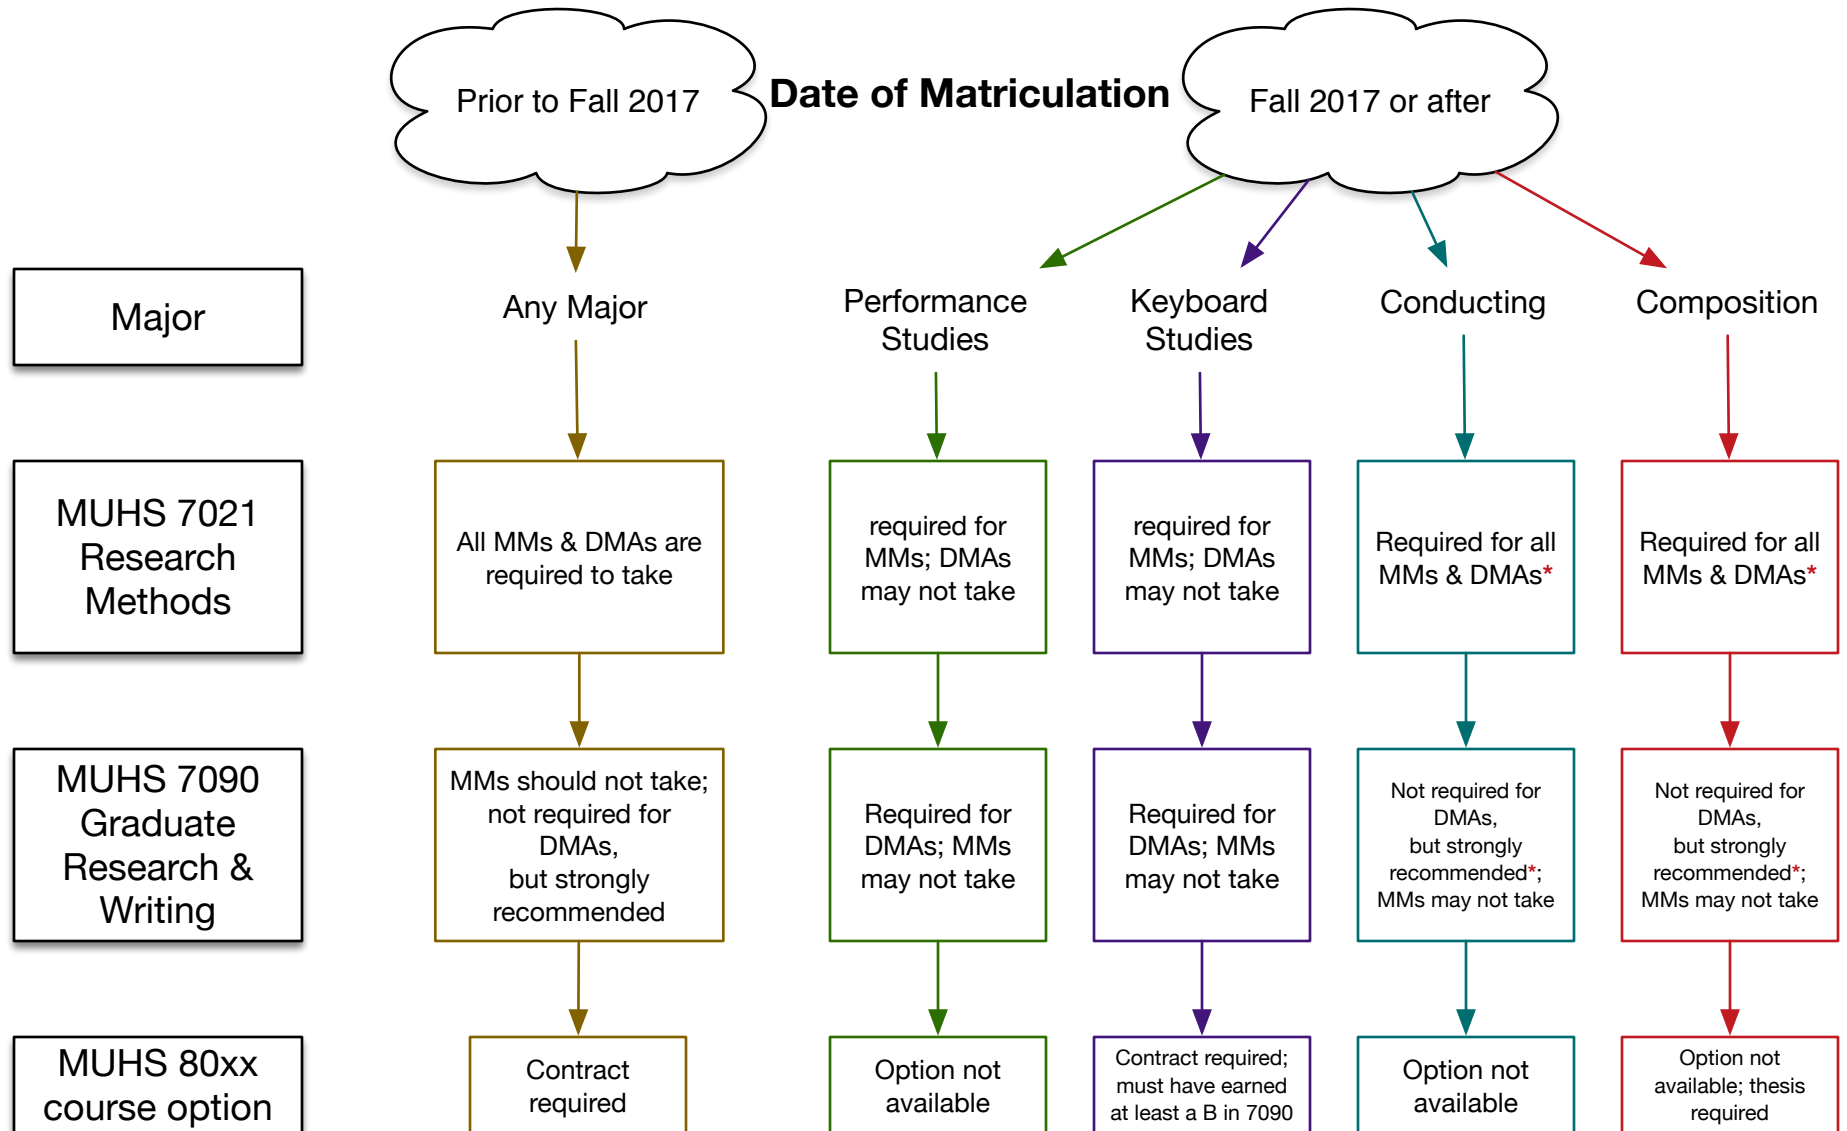 Prior to Fall 2017
Date of Matriculation
Fall 2017 or after
Major
Any Major
Performance
Studies
Keyboard
Studies
Conducting
Composition
MUHS 7021
Research
Methods
All MMs & DMAs are
required to take
required for
MMs; DMAs
may not take
required for
MMs; DMAs
may not take
Required for all
MMs & DMAs*
Required for all
MMs & DMAs*
MUHS 7090
Graduate
Research &
Writing
MMs should not take;
not required for
DMAs,
but strongly
recommended
Required for
DMAs; MMs
may not take
Required for
DMAs; MMs
may not take
Not required for
DMAs,
but strongly
recommended*;
MMs may not take
Not required for
DMAs,
but strongly
recommended*;
MMs may not take
MUHS 80xx
course option
Contract
required
Option not
available
Contract required;
must have earned
at least a B in 7090
Option not
available
Option not
available; thesis
required